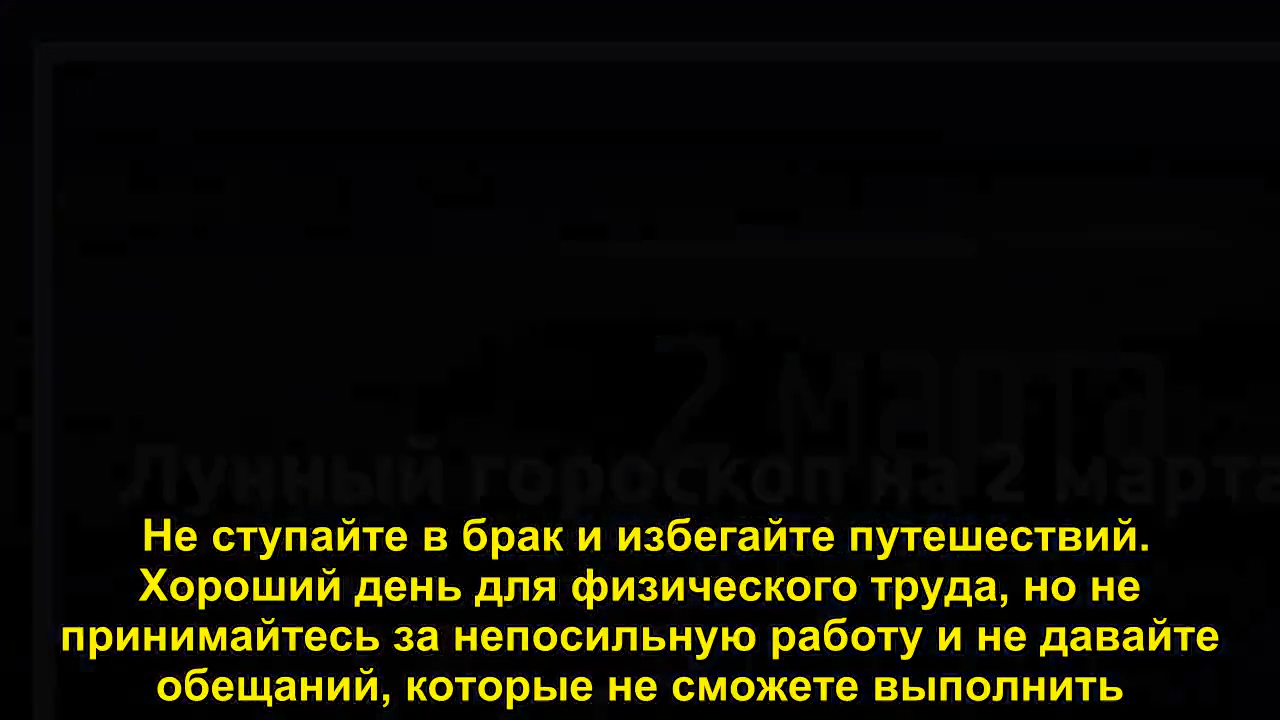 2 марта
Лунный гороскоп на 2 марта
Не ступайте в брак и избегайте путешествий.
Хороший день для физического труда, но не
принимайтесь за непосильную работу и не давайте
обещаний, которые не сможете выполнить